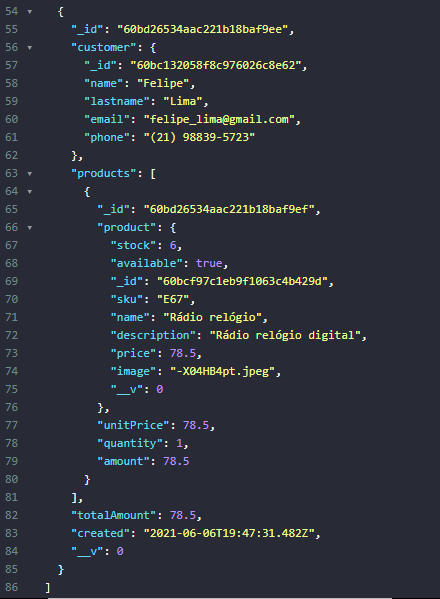 54 {
55 "_id": "60bd26534aac221b18baf9ee",
56 "customer": {
57 "_id": "60bc132058f8c976026c8e62",
58 "name": "Felipe",
59 "lastname": "Lima",
60 "email": "felipe_lima@gmail.com",
61 "phone": "(21) 98839-5723"
62 },
63 "products": [
64 {
65 "_id": "60bd26534aac221b18baf9ef",
66 "product": {
67 "stock": 6,
68 "available": true,
69 "_id": "60bcf97c1eb9f1063c4b429d",
70 "sku": "E67",
71 "name": "Rádio relógio",
72 "description": "Rádio relógio digital",
73 "price": 78.5,
74 "image": "-X04HB4pt.jpeg",
75 "__v": 0
76 },
77 "unitPrice": 78.5,
78 "quantity": 1,
79 "amount": 78.5
80 }
81 ],
82 "totalAmount": 78.5,
83 "created": "2021-06-06T19:47:31.482Z",
84 "__v": 0
85 }
86 ]